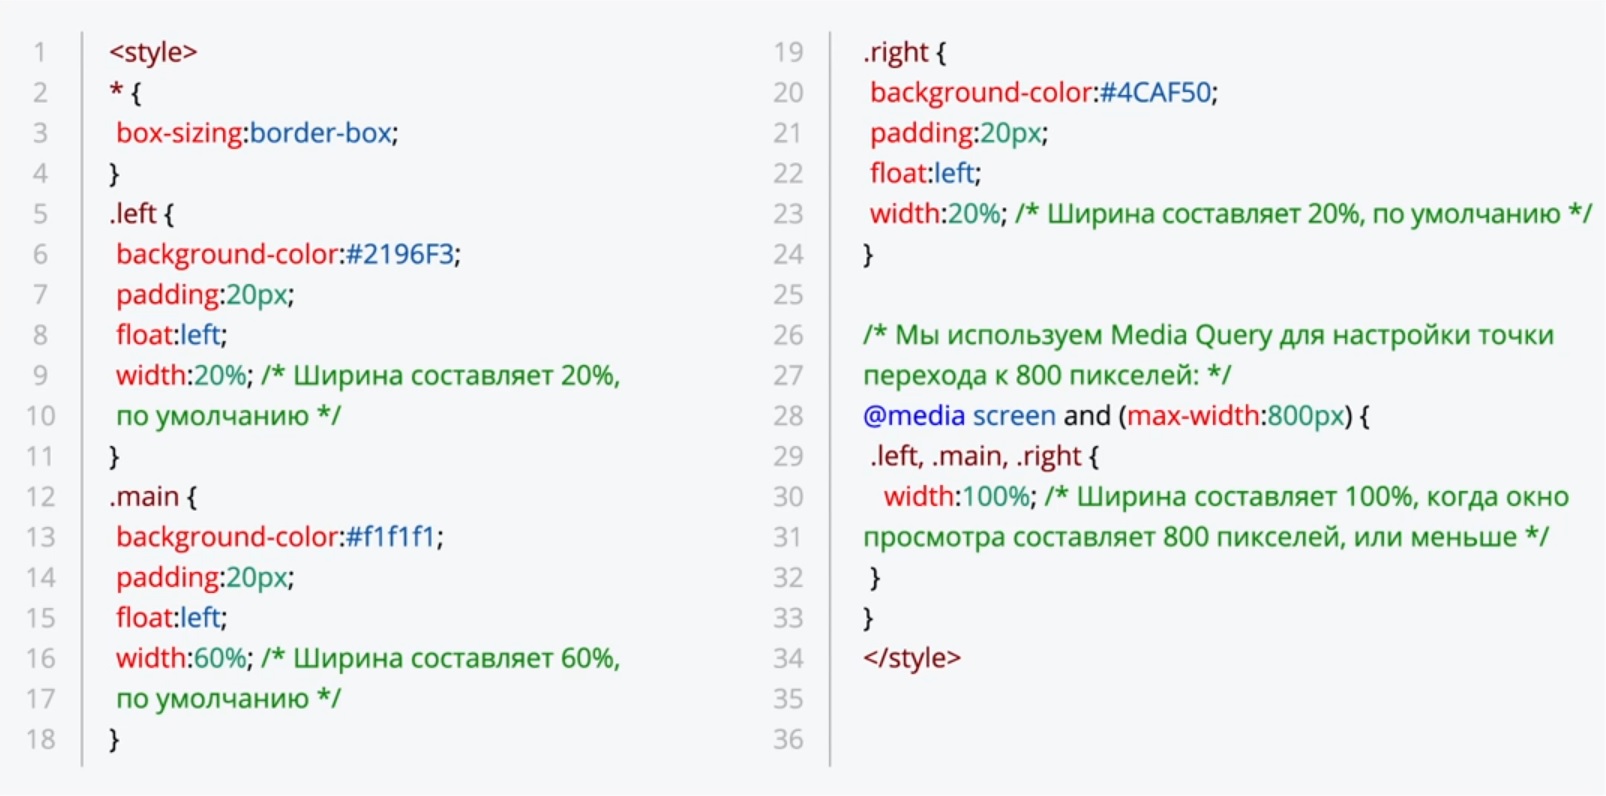 1 <style>
2 * {
3 box-sizing:border-box;
4 }
5 .left {
6 background-color:#2196F3;
7 padding:20px;
8 float:left;
9 width:20%; /* Ширина составляет 20%,
10 по умолчанию */
11 }
12 .main {
13 background-color:#f1f1f1;
14 padding:20px;
15 float:left;
16 width:60%; /* Ширина составляет 60%,
17 по умолчанию */
18 }
19 .right {
20 background-color:#4CAF50;
21 padding:20px;
22 float:left;
23 width:20%; /* Ширина составляет 20%, по умолчанию */
24 }
25
26 /* Мы используем Media Query для настройки точки
27 перехода к 800 пикселей: */
28 @media screen and (max-width:800px) {
29 .left, .main, .right {
30 width:100%; /* Ширина составляет 100%, когда окно
31 просмотра составляет 800 пикселей, или меньше */
32 }
33 }
34 </style>
35
36